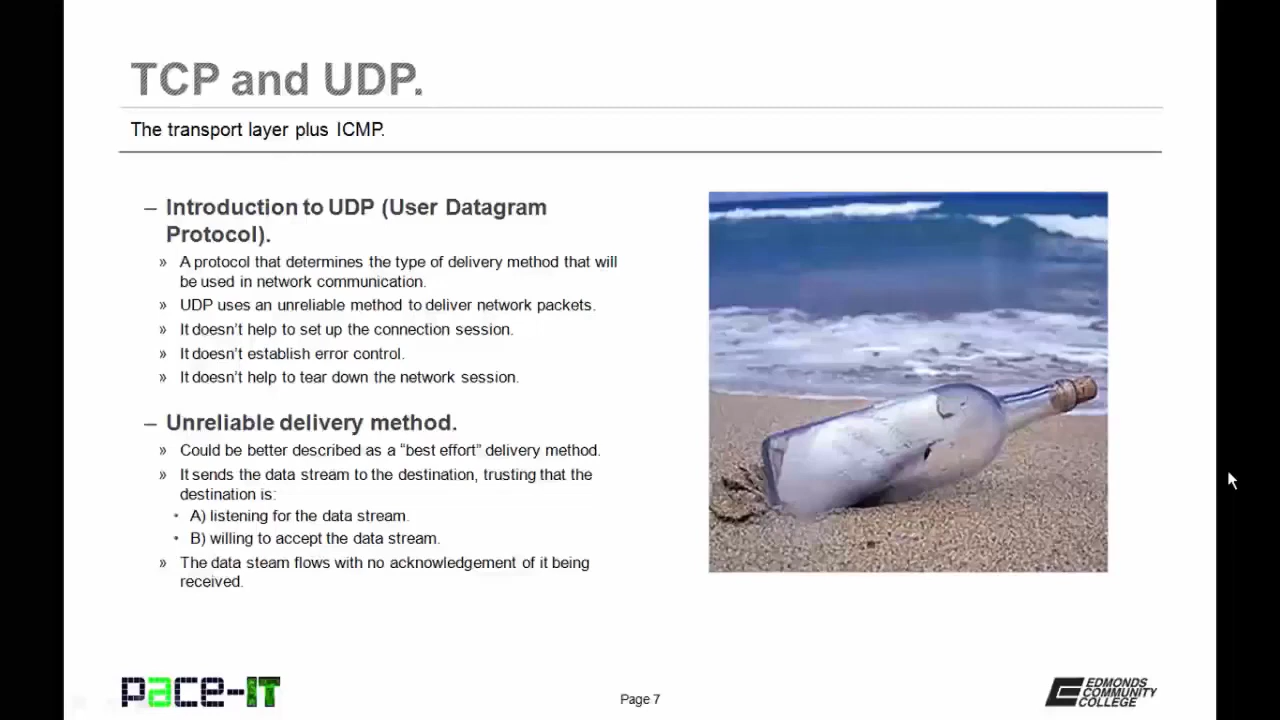 TCP and UDP.
The transport layer plus ICMP.
– Introduction to UDP (User Datagram
Protocol).
» A protocol that determines the type of delivery method that will
be used in network communication.
» UDP uses an unreliable method to deliver network packets.
» It doesn't help to set up the connection session.
» It doesn't establish error control.
» It doesn't help to tear down the network session.
– Unreliable delivery method.
» Could be better described as a “best effort” delivery method.
» It sends the data stream to the destination, trusting that the
destination is:
• A) listening for the data stream.
• B) willing to accept the data stream.
» The data steam flows with no acknowledgement of it being
received.
pace-IT
Page 7
EDMONDS
COMMUNITY
COLLEGE